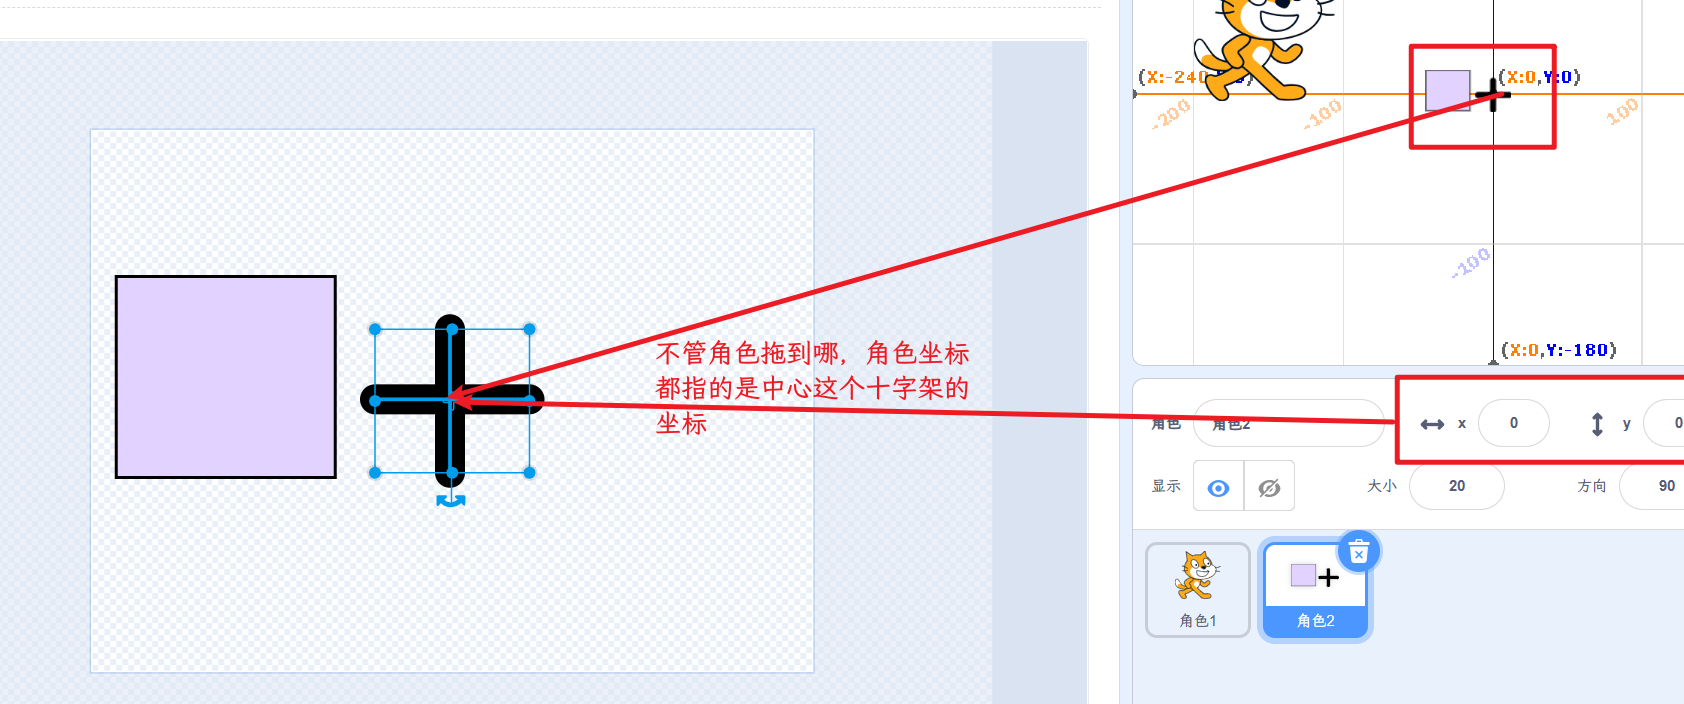 (X:-240,
(X:0,Y:0)
-200
-100
100
-100
(X:0,Y:-180)
不管角色拖到哪，角色坐标
都指的是中心这个十字架的
坐标
角色 角色2 x 0 y 0
显示 大小 20 方向 90
角色1
角色2